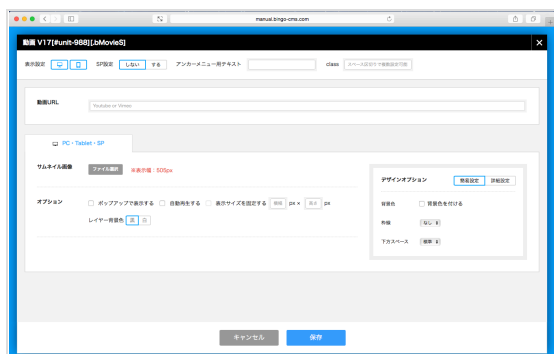 manual.bingo-cms.com
動画 V17[#unit-988][.bMovieS]
表示設定 SP設定 しない する アンカーメニュー用テキスト class スペース区切りで複数設定可能
動画URL Youtube or Vimeo
PC・Tablet・SP
サムネイル画像 ファイル選択 ※表示幅：505px
デザインオプション 簡易設定 詳細設定
オプション ポップアップで表示する 自動再生する 表示サイズを固定する 横幅 px × 高さ px
背景色 背景色を付ける
レイヤー背景色 黒 白
外線 なし
下方スペース 標準
キャンセル 保存